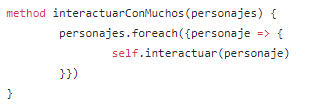 method interactuarConMuchos(personajes) {
personajes.foreach({personaje => {
self.interactuar(personaje)
}})
}